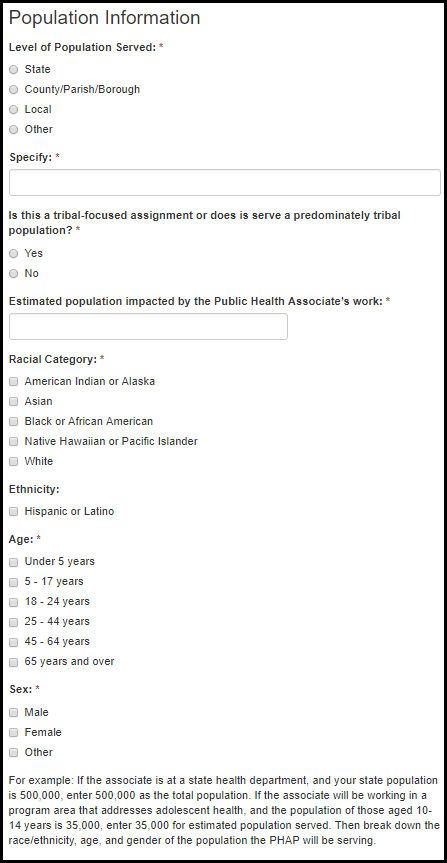 Population Information
Level of Population Served: *
State
County/Parish/Borough
Local
Other
Specify: *
Is this a tribal-focused assignment or does is serve a predominately tribal
population? *
Yes
No
Estimated population impacted by the Public Health Associate's work: *
Racial Category: *
American Indian or Alaska
Asian
Black or African American
Native Hawaiian or Pacific Islander
White
Ethnicity:
Hispanic or Latino
Age: *
Under 5 years
5 - 17 years
18 - 24 years
25 - 44 years
45 - 64 years
65 years and over
Sex: *
Male
Female
Other
For example: If the associate is at a state health department, and your state population
is 500,000, enter 500,000 as the total population. If the associate will be working in a
program area that addresses adolescent health, and the population of those aged 10-
14 years is 35,000, enter 35,000 for estimated population served. Then break down the
race/ethnicity, age, and gender of the population the PHAP will be serving.